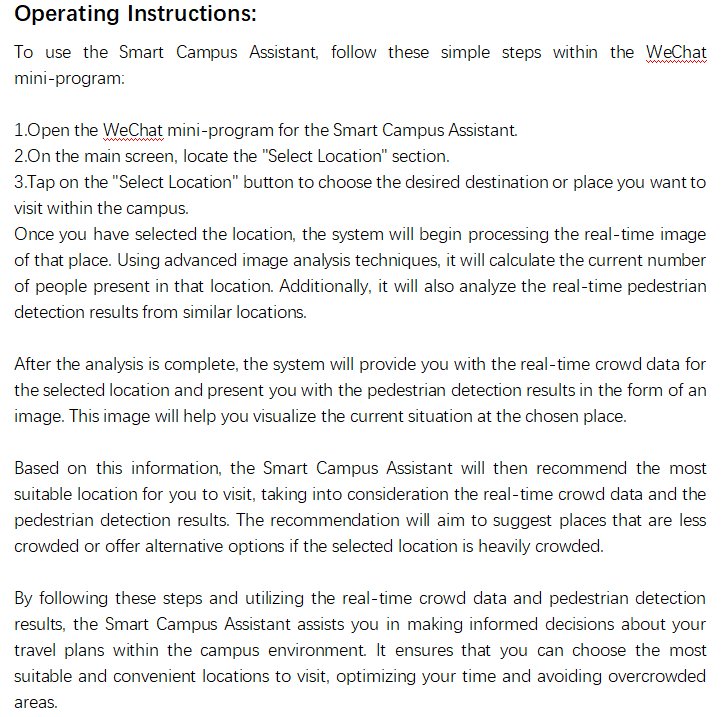 Operating Instructions:
To use the Smart Campus Assistant, follow these simple steps within the WeChat
mini-program:
1.Open the WeChat mini-program for the Smart Campus Assistant.
2.On the main screen, locate the "Select Location" section.
3.Tap on the "Select Location" button to choose the desired destination or place you want to
visit within the campus.
Once you have selected the location, the system will begin processing the real-time image
of that place. Using advanced image analysis techniques, it will calculate the current number
of people present in that location. Additionally, it will also analyze the real-time pedestrian
detection results from similar locations.
After the analysis is complete, the system will provide you with the real-time crowd data for
the selected location and present you with the pedestrian detection results in the form of an
image. This image will help you visualize the current situation at the chosen place.
Based on this information, the Smart Campus Assistant will then recommend the most
suitable location for you to visit, taking into consideration the real-time crowd data and the
pedestrian detection results. The recommendation will aim to suggest places that are less
crowded or offer alternative options if the selected location is heavily crowded.
By following these steps and utilizing the real-time crowd data and pedestrian detection
results, the Smart Campus Assistant assists you in making informed decisions about your
travel plans within the campus environment. It ensures that you can choose the most
suitable and convenient locations to visit, optimizing your time and avoiding overcrowded
areas.